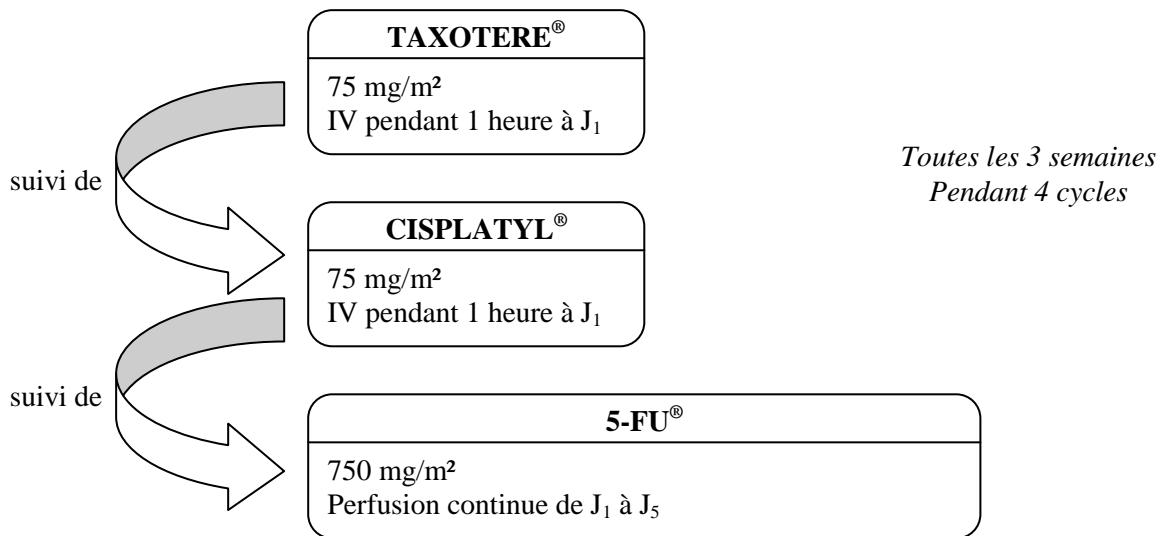 TAXOTERE®
75 mg/m²
IV pendant 1 heure à J₁
Toutes les 3 semaines
Pendant 4 cycles
suivi de
CISPLATYL®
75 mg/m²
IV pendant 1 heure à J₁
suivi de
5-FU®
750 mg/m²
Perfusion continue de J₁ à J₅